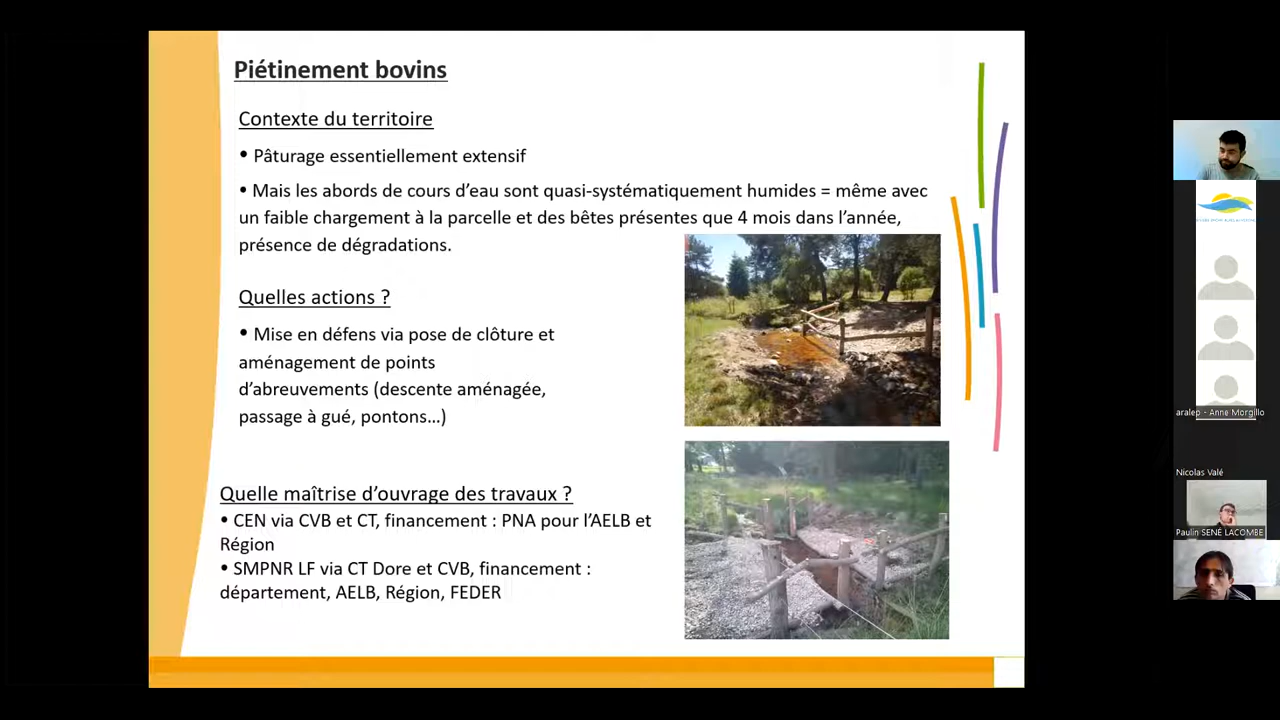 Piétinement bovins
Contexte du territoire
• Pâturage essentiellement extensif
• Mais les abords de cours d’eau sont quasi-systématiquement humides = même avec
un faible chargement à la parcelle et des bêtes présentes que 4 mois dans l’année,
présence de dégradations.
Quelles actions ?
• Mise en défens via pose de clôture et
aménagement de points
d’abreuvements (descente aménagée,
passage à gué, pontons…)
Quelle maîtrise d’ouvrage des travaux ?
• CEN via CVB et CT, financement : PNA pour l’AELB et
Région
• SMPNR LF via CT Dore et CVB, financement :
département, AELB, Région, FEDER
aralep - Anne Morgillo
Nicolas Valé
Paulin SENÉ LACOMBE